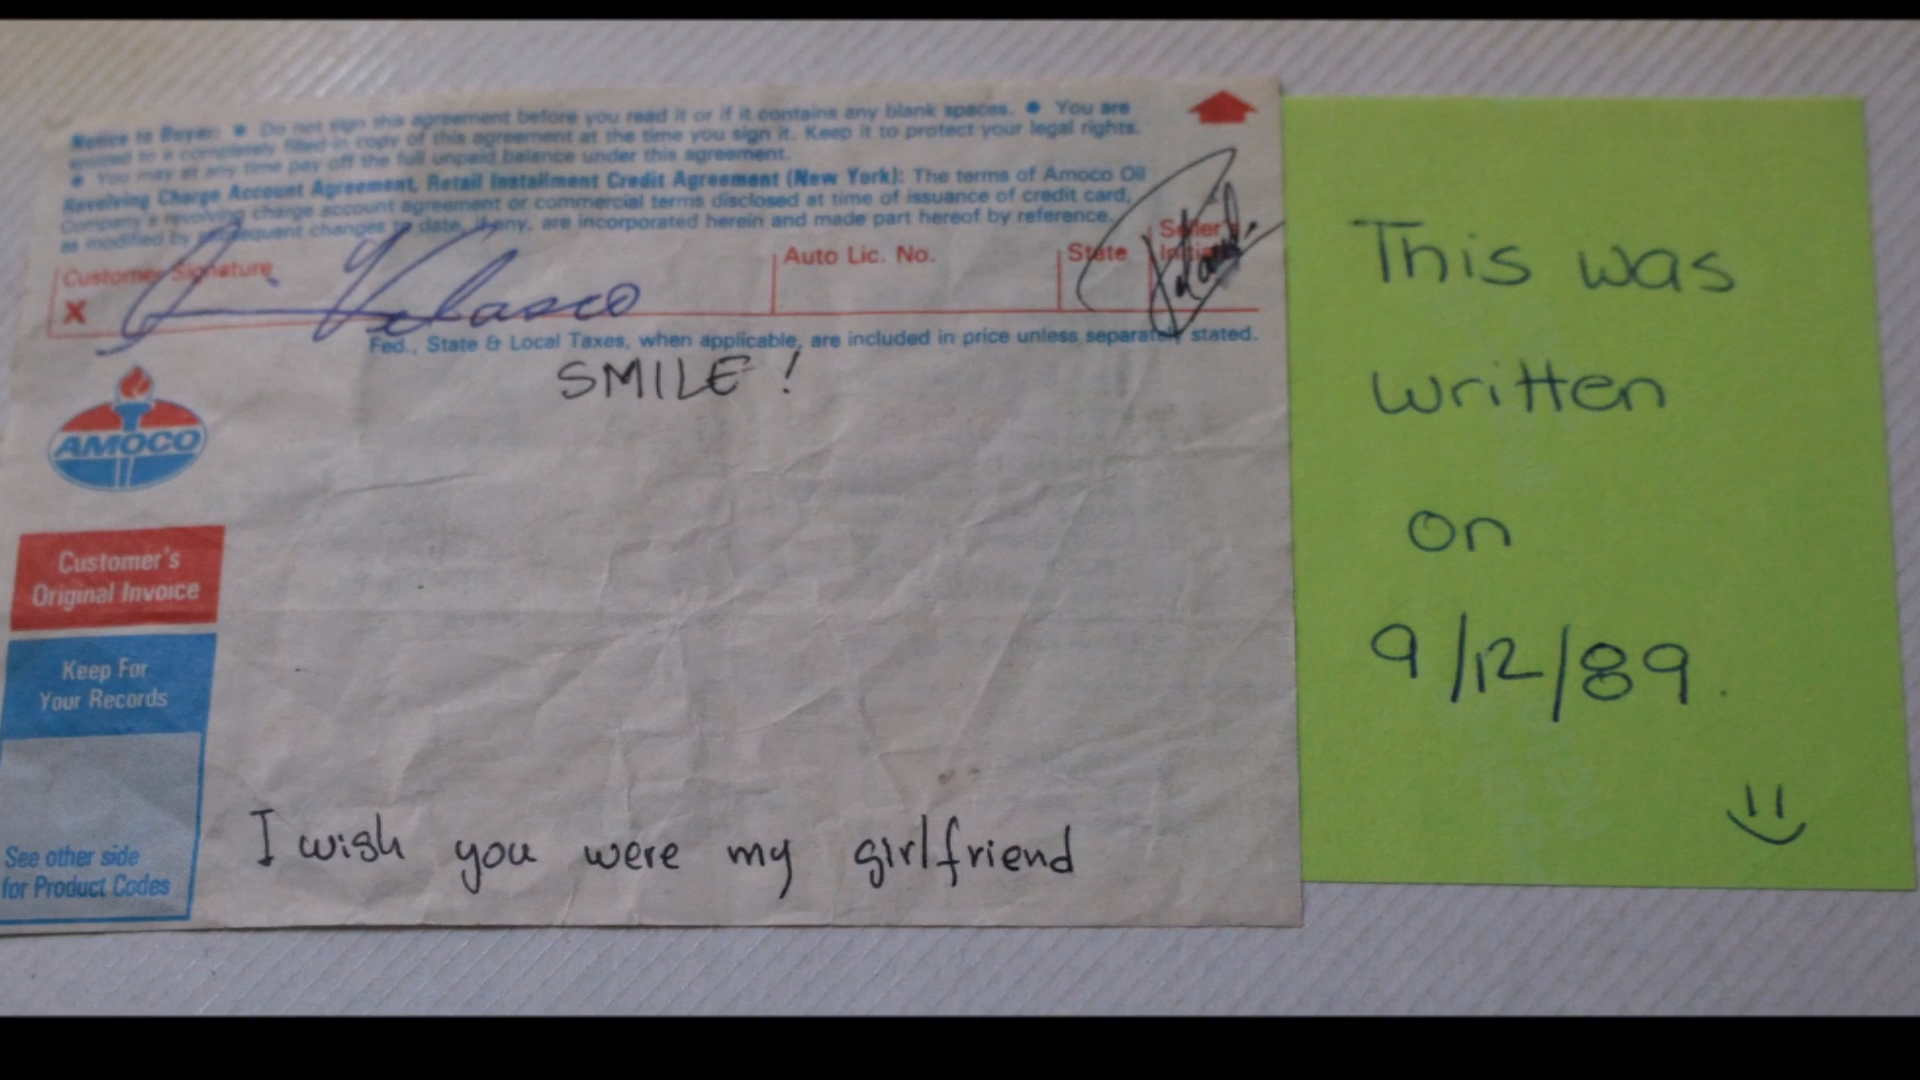 Notice to Buyer: • Do not sign this agreement before you read it or if it contains any blank spaces. • You are
entitled to a completely filled-in copy of this agreement at the time you sign it. Keep it to protect your legal rights.
• You may at any time pay off the full unpaid balance under this agreement.
Revolving Charge Account Agreement, Retail Instalment Credit Agreement (New York): The terms of Amoco Oil
Company's revolving charge account agreement or commercial terms disclosed at time of issuance of credit card,
as modified by subsequent changes to date, if any, are incorporated herein and made part hereof by reference.
Customer Signature
Auto Lic. No.
State
Seller's
Initials
X
Velasco
Fed., State & Local Taxes, when applicable, are included in price unless separately stated.
SMILE!
AMOCO
Customer's
Original Invoice
Keep For
Your Records
See other side
for Product Codes
I wish you were my girlfriend
This was
written
on
9/12/89.